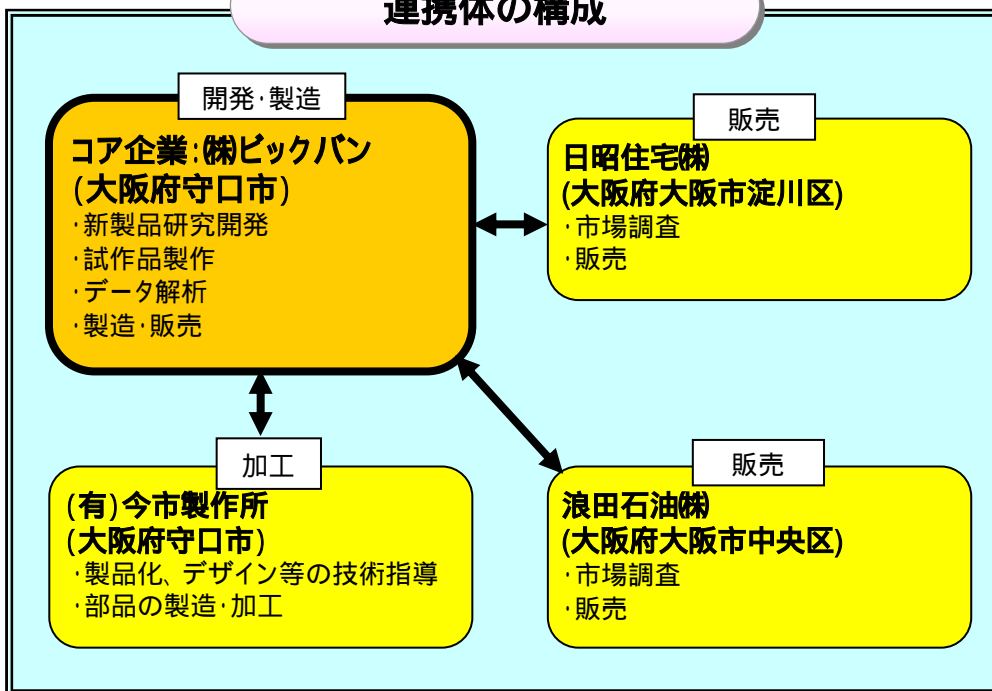 連携体の構成
開発・製造
コア企業:㈱ビックバン
(大阪府守口市)
・新製品研究開発
・試作品製作
・データ解析
・製造・販売
販売
日昭住宅㈱
(大阪府大阪市淀川区)
・市場調査
・販売
加工
(有)今市製作所
(大阪府守口市)
・製品化、デザイン等の技術指導
・部品の製造・加工
販売
浪田石油㈱
(大阪府大阪市中央区)
・市場調査
・販売